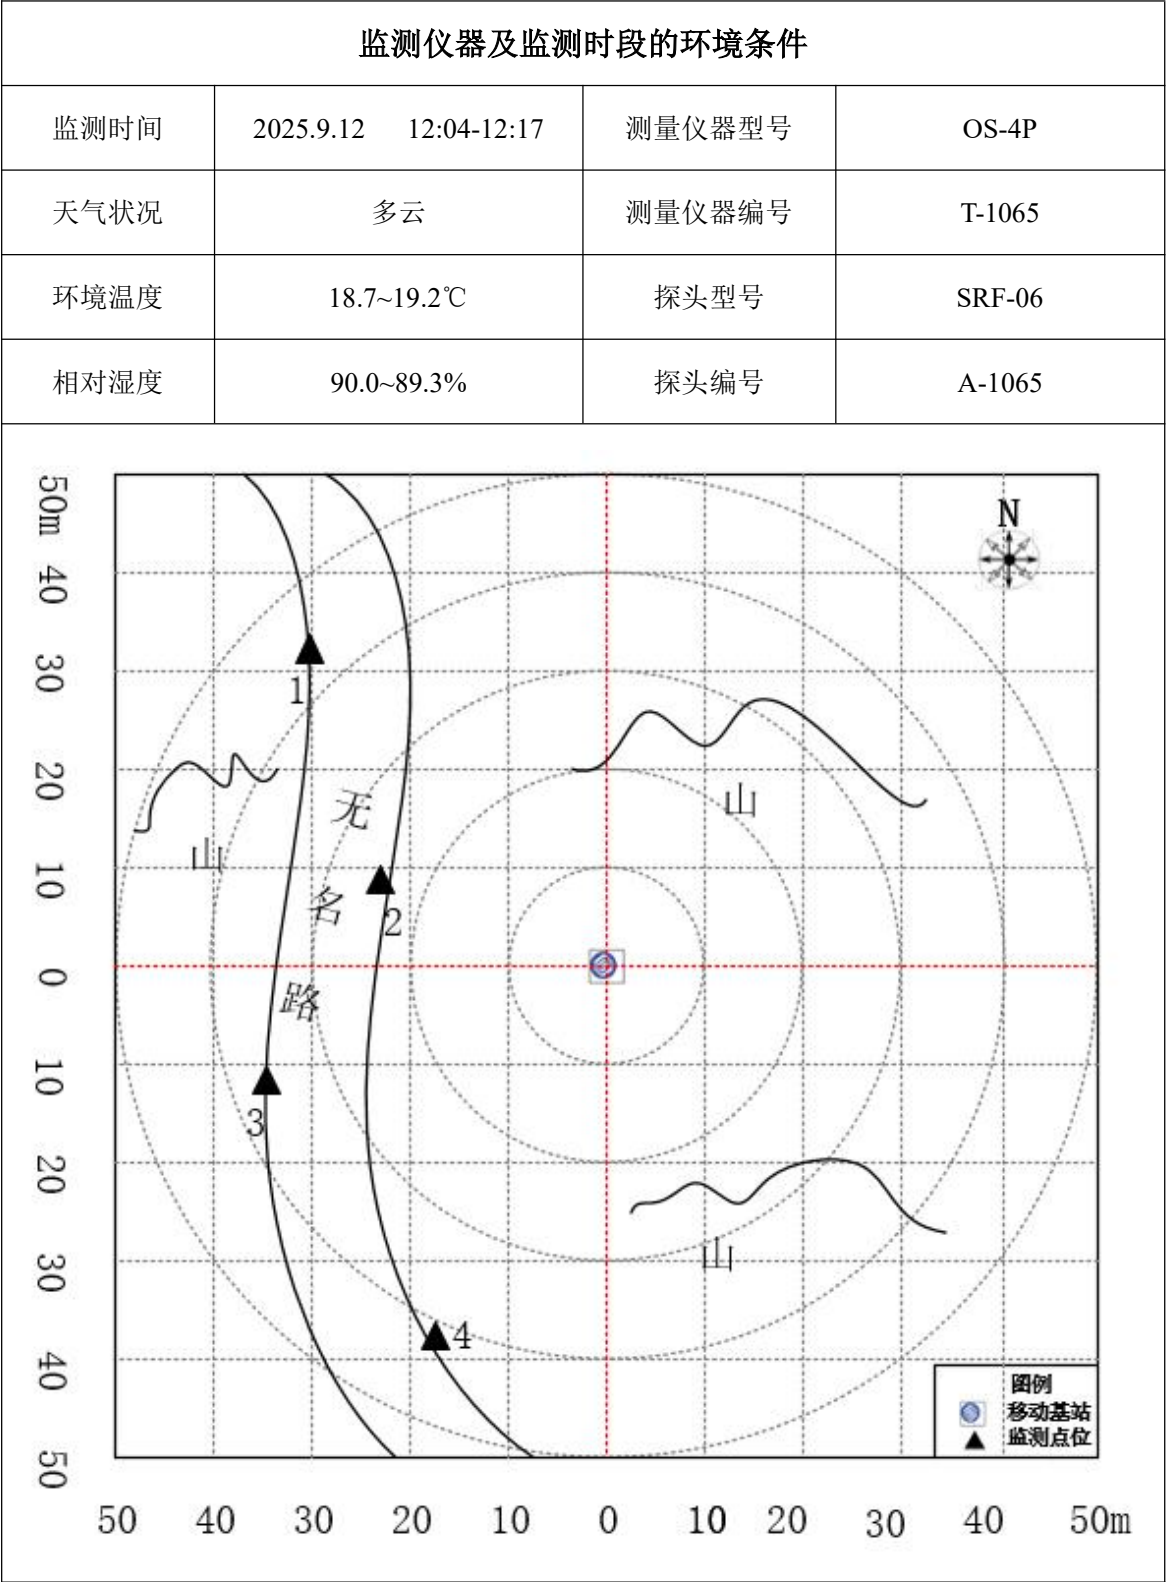 监测仪器及监测时段的环境条件
监测时间 2025.9.12 12:04-12:17 测量仪器型号 OS-4P
天气状况 多云 测量仪器编号 T-1065
环境温度 18.7~19.2℃ 探头型号 SRF-06
相对湿度 90.0~89.3% 探头编号 A-1065
50m
40
30
20
10
0
10
20
30
40
50
N
1
山
无
山
2
名
路
3
山
4
图例
移动基站
监测点位
50 40 30 20 10 0 10 20 30 40 50m